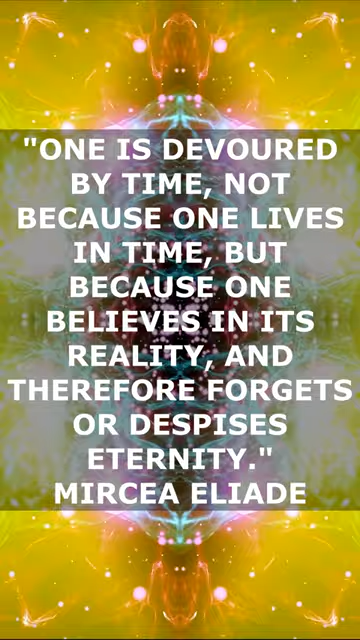 "ONE IS DEVOURED
BY TIME, NOT
BECAUSE ONE LIVES
IN TIME, BUT
BECAUSE ONE
BELIEVES IN ITS
REALITY, AND
THEREFORE FORGETS
OR DESPISES
ETERNITY."
MIRCEA ELIADE